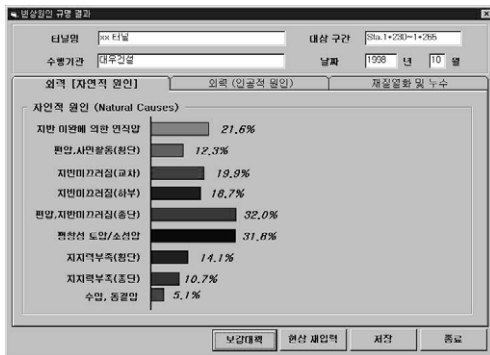 변상원인 규명 결과
터널명 xx 터널 대상 구간 Sta.1+230~1+265
수행기관 대우건설 날짜 1998 년 10 월
외력 [자연적 원인] 외력 (인공적 원인) 재질열화 및 누수
자연적 원인 (Natural Causes)
지반 이완에 의한 연직압 21.6%
편압,사면활동(횡단) 12.3%
지반미끄러짐(교차) 19.9%
지반미끄러짐(하부) 18.7%
편압,지반미끄러짐(종단) 32.0%
팽창성 토압/소성압 31.6%
지지력부족(횡단) 14.1%
지지력부족(종단) 10.7%
수압, 동결압 5.1%
보강대책 현상 재입력 저장 종료